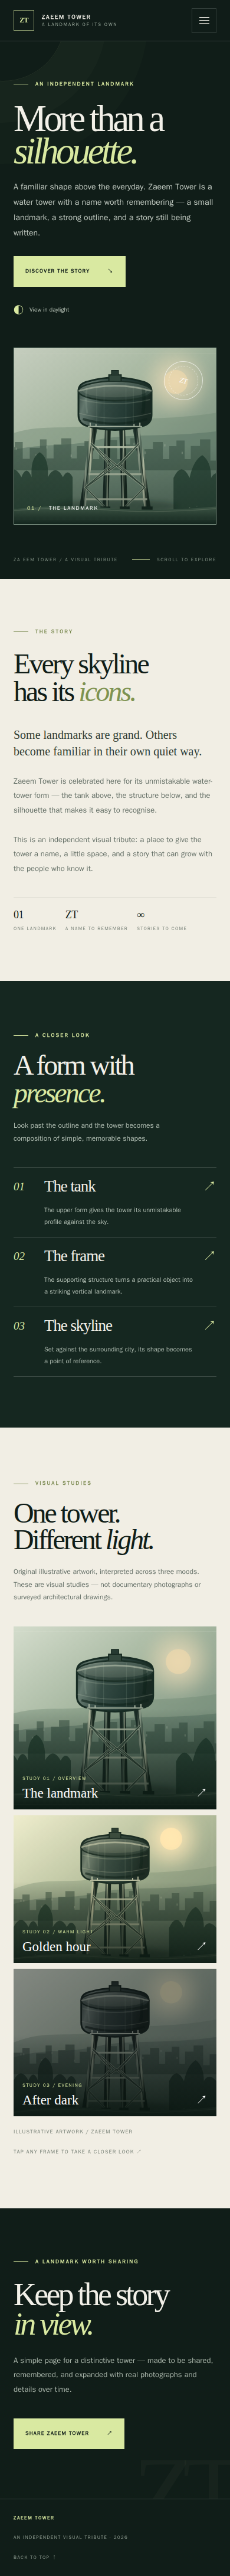 ZT
ZAEEM TOWER
A LANDMARK OF ITS OWN
AN INDEPENDENT LANDMARK
More than a
silhouette.
A familiar shape above the everyday. Zaeem Tower is a
water tower with a name worth remembering — a small
landmark, a strong outline, and a story still being
written.
DISCOVER THE STORY ↘
View in daylight
ZT
01 / THE LANDMARK
ZA EEM TOWER / A VISUAL TRIBUTE
SCROLL TO EXPLORE
THE STORY
Every skyline
has its icons.
Some landmarks are grand. Others
become familiar in their own quiet way.
Zaeem Tower is celebrated here for its unmistakable water-
tower form — the tank above, the structure below, and the
silhouette that makes it easy to recognise.
This is an independent visual tribute: a place to give the
tower a name, a little space, and a story that can grow with
the people who know it.
01 ZT ∞
ONE LANDMARK A NAME TO REMEMBER STORIES TO COME
A CLOSER LOOK
A form with
presence.
Look past the outline and the tower becomes a
composition of simple, memorable shapes.
01 The tank ↗
The upper form gives the tower its unmistakable
profile against the sky.
02 The frame ↗
The supporting structure turns a practical object into
a striking vertical landmark.
03 The skyline ↗
Set against the surrounding city, its shape becomes
a point of reference.
VISUAL STUDIES
One tower.
Different light.
Original illustrative artwork, interpreted across three moods.
These are visual studies — not documentary photographs or
surveyed architectural drawings.
STUDY 01 / OVERVIEW
The landmark ↗
STUDY 02 / WARM LIGHT
Golden hour ↗
STUDY 03 / EVENING
After dark ↗
ILLUSTRATIVE ARTWORK / ZAEEM TOWER
TAP ANY FRAME TO TAKE A CLOSER LOOK ↗
A LANDMARK WORTH SHARING
Keep the story
in view.
A simple page for a distinctive tower — made to be shared,
remembered, and expanded with real photographs and
details over time.
SHARE ZAEEM TOWER ↗
ZT
ZAEEM TOWER
AN INDEPENDENT VISUAL TRIBUTE 2026
BACK TO TOP ↑